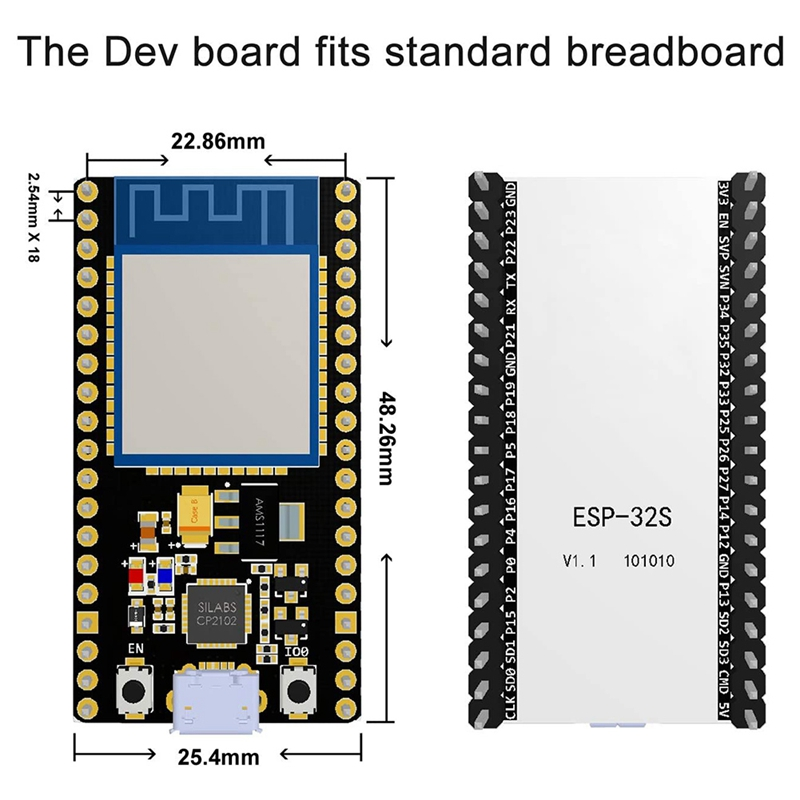 The Dev board fits standard breadboard
22.86mm
2.54mm X 18
48.26mm
Case B
AMS1117
SILABS
CP2102
EN
IO0
25.4mm
GND
P23
P22
TX
RX
P21
GND
P19
P18
P5
P17
P16
P4
P0
P2
P15
SD1
SD0
CLK
3V3
EN
SVP
SVN
P34
P35
P32
P33
P25
P26
P27
P14
P12
GND
P13
SD2
SD3
CMD
5V
ESP-32S
V1.1 101010